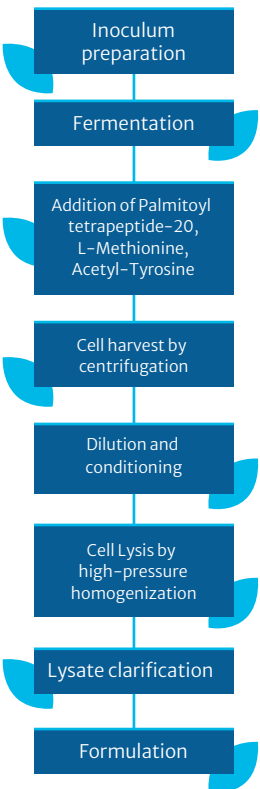 Inoculum
preparation
Fermentation
Addition of Palmitoyl
tetrapeptide-20,
L-Methionine,
Acetyl-Tyrosine
Cell harvest by
centrifugation
Dilution and
conditioning
Cell Lysis by
high-pressure
homogenization
Lysate clarification
Formulation